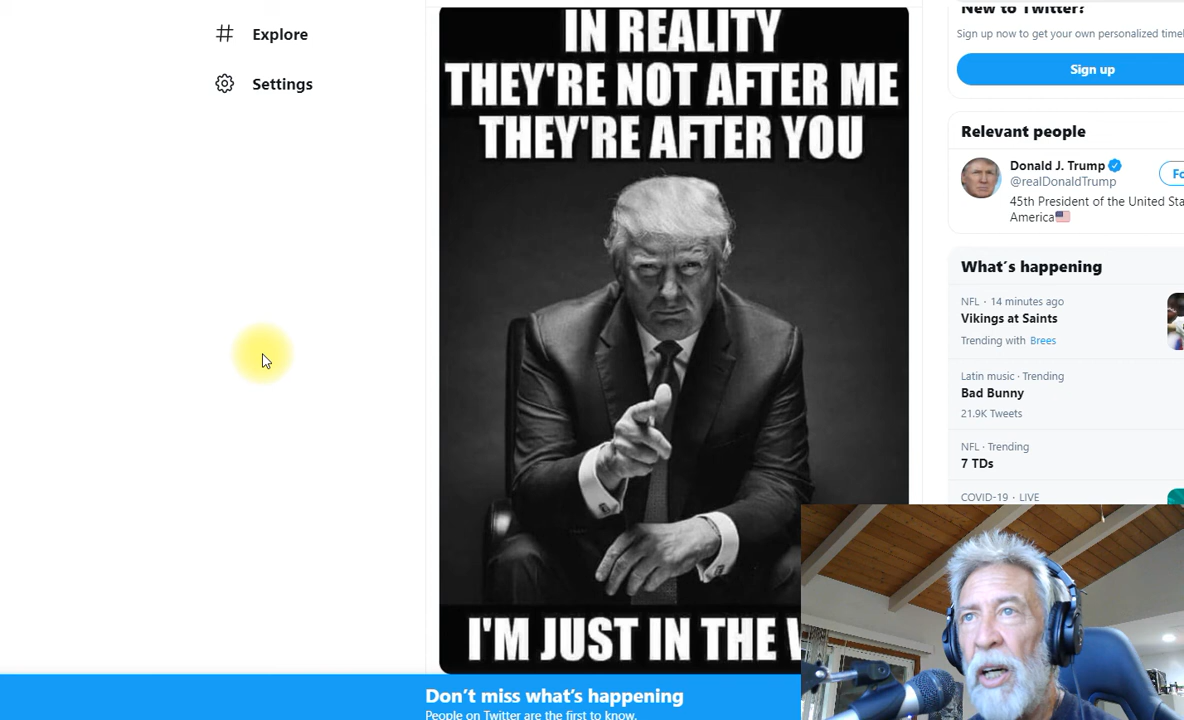 Explore
Settings
IN REALITY
THEY'RE NOT AFTER ME
THEY'RE AFTER YOU
I'M JUST IN THE
Don't miss what's happening
People on Twitter are the first to know.
New to Twitter?
Sign up now to get your own personalized
Sign up
Relevant people
Donald J. Trump
@realDonaldTrump
45th President of the United
America
What´s happening
NFL · 14 minutes ago
Vikings at Saints
Trending with Brees
Latin music · Trending
Bad Bunny
21.9K Tweets
NFL · Trending
7 TDs
COVID-19 · LIVE